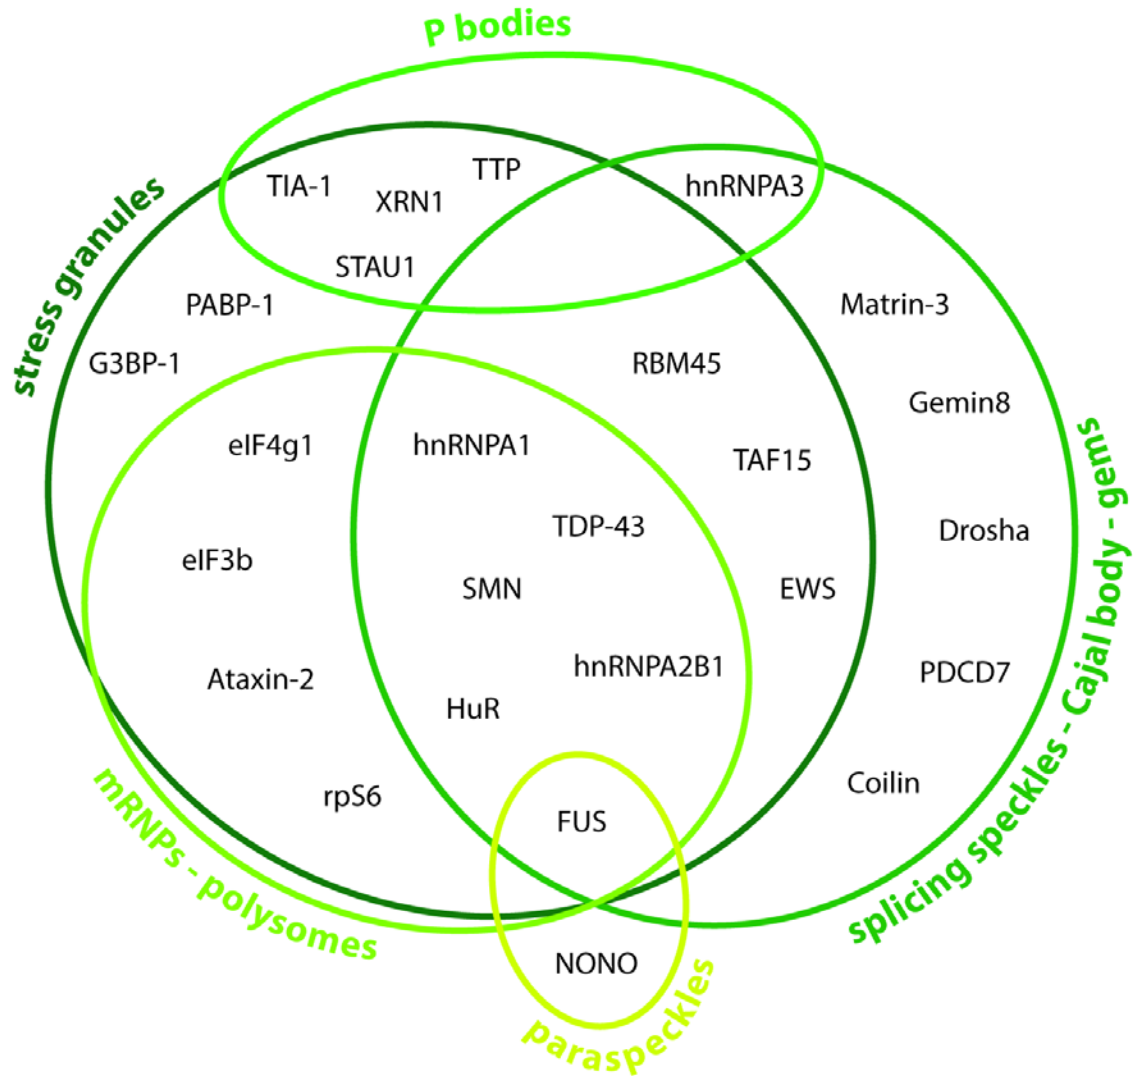 P bodies
stress granules
TIA-1
XRN1
TTP
hnRNPA3
STAU1
PABP-1
G3BP-1
Matrin-3
RBM45
Gemin8
eIF4g1
hnRNPA1
TAF15
TDP-43
Drosha
eIF3b
SMN
EWS
Ataxin-2
hnRNPA2B1
PDCD7
HuR
rpS6
Coilin
FUS
NONO
mRNPs - polysomes
splicing speckles - Cajal body - gems
paraspeckles